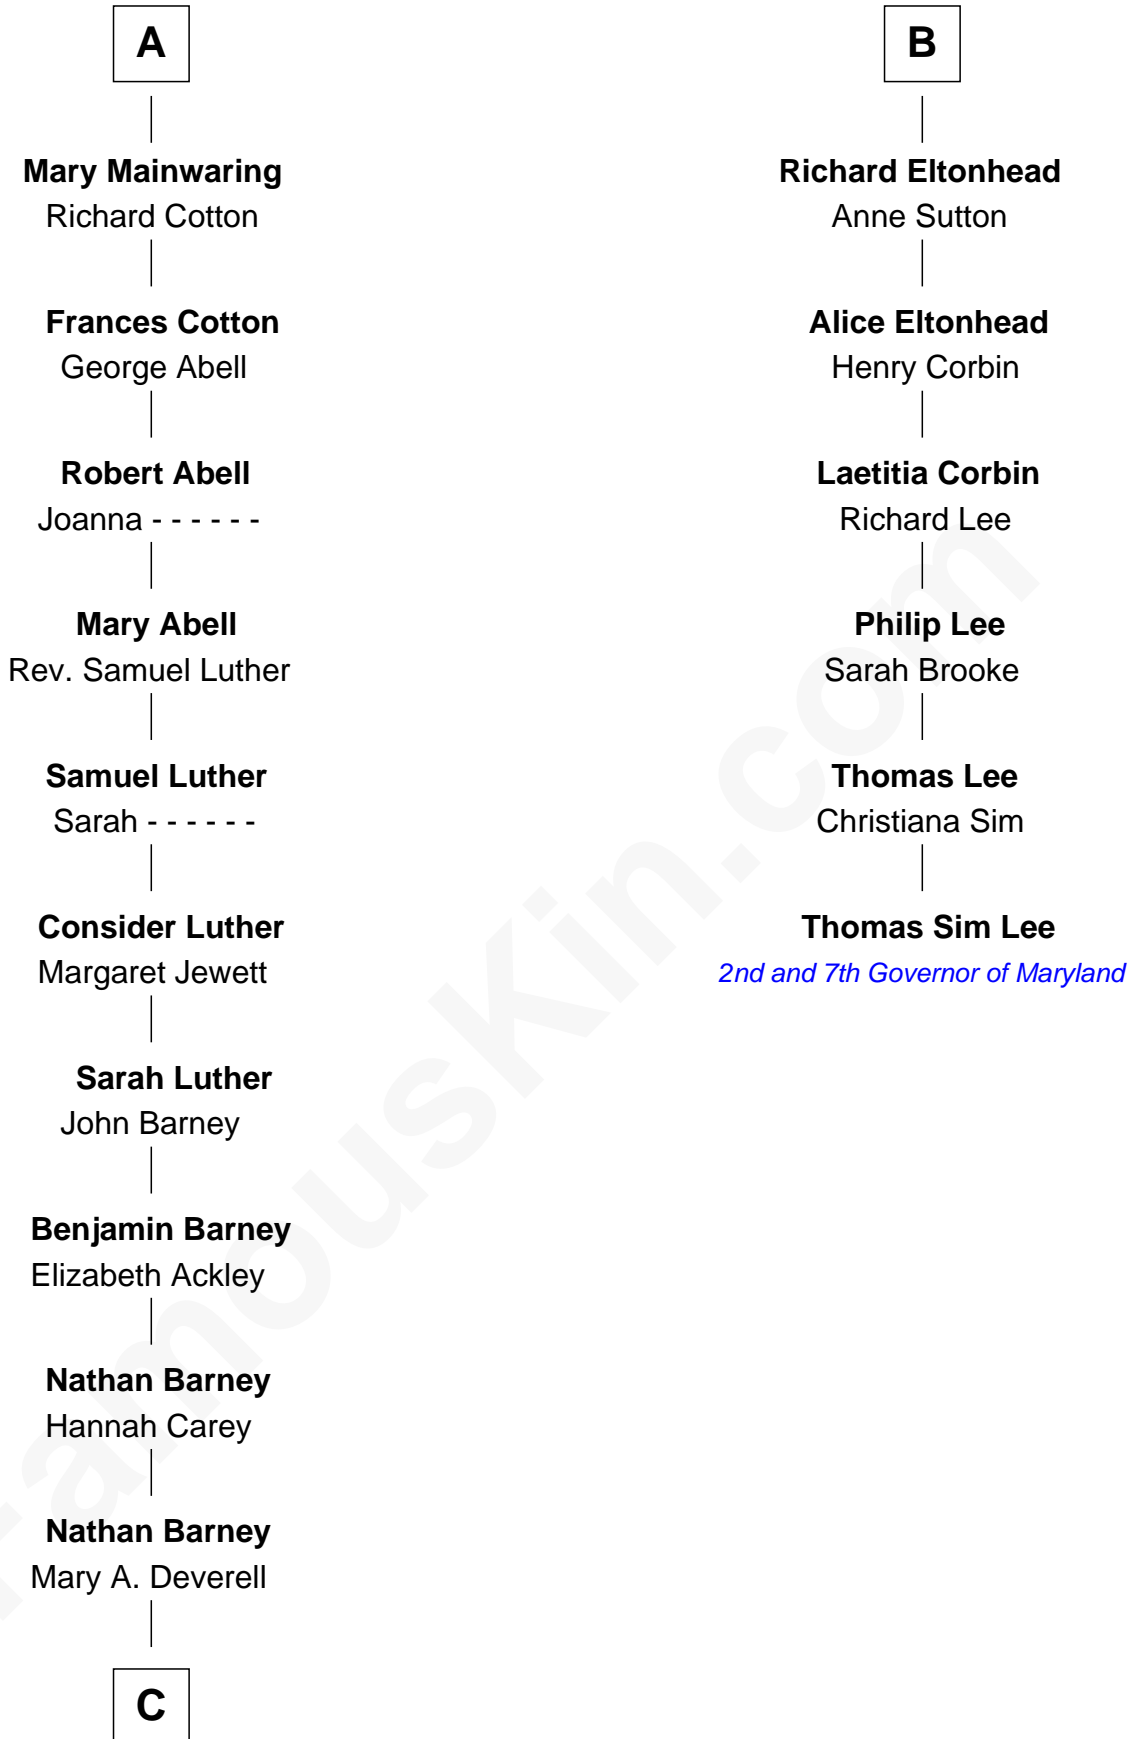 A
Mary Mainwaring
Richard Cotton
Frances Cotton
George Abell
Robert Abell
Joanna - - - - - -
Mary Abell
Rev. Samuel Luther
Samuel Luther
Sarah - - - - - -
Consider Luther
Margaret Jewett
Sarah Luther
John Barney
Benjamin Barney
Elizabeth Ackley
Nathan Barney
Hannah Carey
Nathan Barney
Mary A. Deverell
C
B
Richard Eltonhead
Anne Sutton
Alice Eltonhead
Henry Corbin
Laetitia Corbin
Richard Lee
Philip Lee
Sarah Brooke
Thomas Lee
Christiana Sim
Thomas Sim Lee
2nd and 7th Governor of Maryland
FamousKin.com